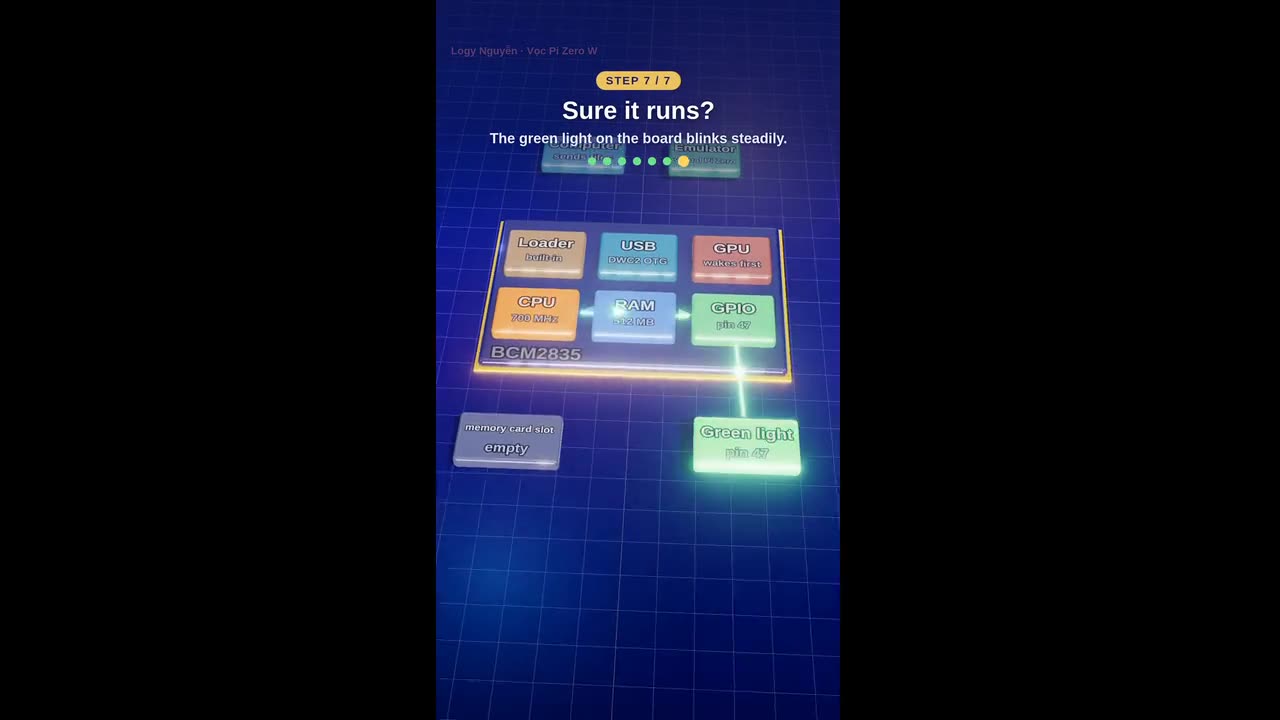 Logy Nguyễn · Vọc Pi Zero W
STEP 7 / 7
Sure it runs?
The green light on the board blinks steadily.
Computer
Emulator
sends
Loader
built-in
USB
DWC2 OTG
GPU
wakes first
CPU
700 MHz
RAM
512 MB
GPIO
pin 47
BCM2835
memory card slot
empty
Green light
pin 47